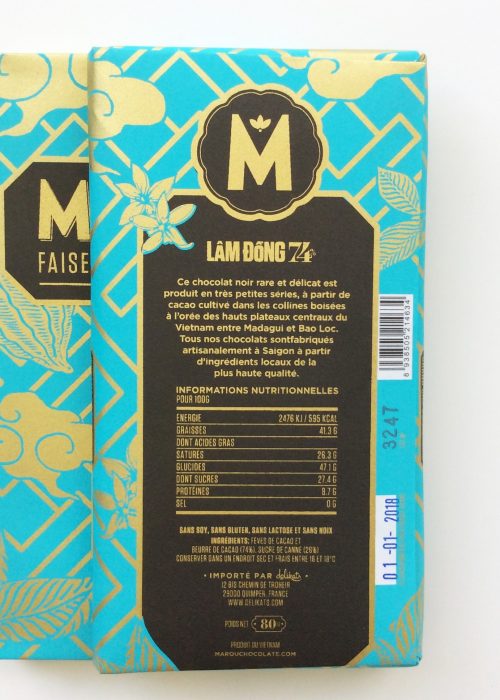 M
FAISE
M
LÂM ĐỒNG 74%
Ce chocolat noir rare et délicat est
produit en très petites séries, à partir de
cacao cultivé dans les collines boisées
à l'orée des hauts plateaux centraux du
Vietnam entre Madagui et Bao Loc.
Tous nos chocolats sontfabriqués
artisanalement à Saigon à partir
d'ingrédients locaux de la
plus haute qualité.
INFORMATIONS NUTRITIONNELLES
POUR 100G
ENERGIE 2476 KJ / 595 KCAL
GRAISSES 41.3 G
DONT ACIDES GRAS
SATURÉS 26.3 G
GLUCIDES 47.1 G
DONT SUCRES 27.4 G
PROTÉINES 9.7 G
SEL 0 G
SANS SOY, SANS GLUTEN, SANS LACTOSE ET SANS NOIX
INGRÉDIENTS: FÈVES DE CACAO ET
BEURRE DE CACAO (74%), SUCRE DE CANNE (26%)
CONSERVER DANS UN ENDROIT SEC ET FRAIS ENTRE 16 ET 18°C
• IMPORTÉ PAR delikats •
12 BIS CHEMIN DE TROHEIR
29000 QUIMPER, FRANCE
WWW.DELIKATS.COM
POIDS NET 80G
PRODUIT DU VIETNAM
MAROUCHOCOLATE.COM
8 938505 214634
3247
01-01-2019